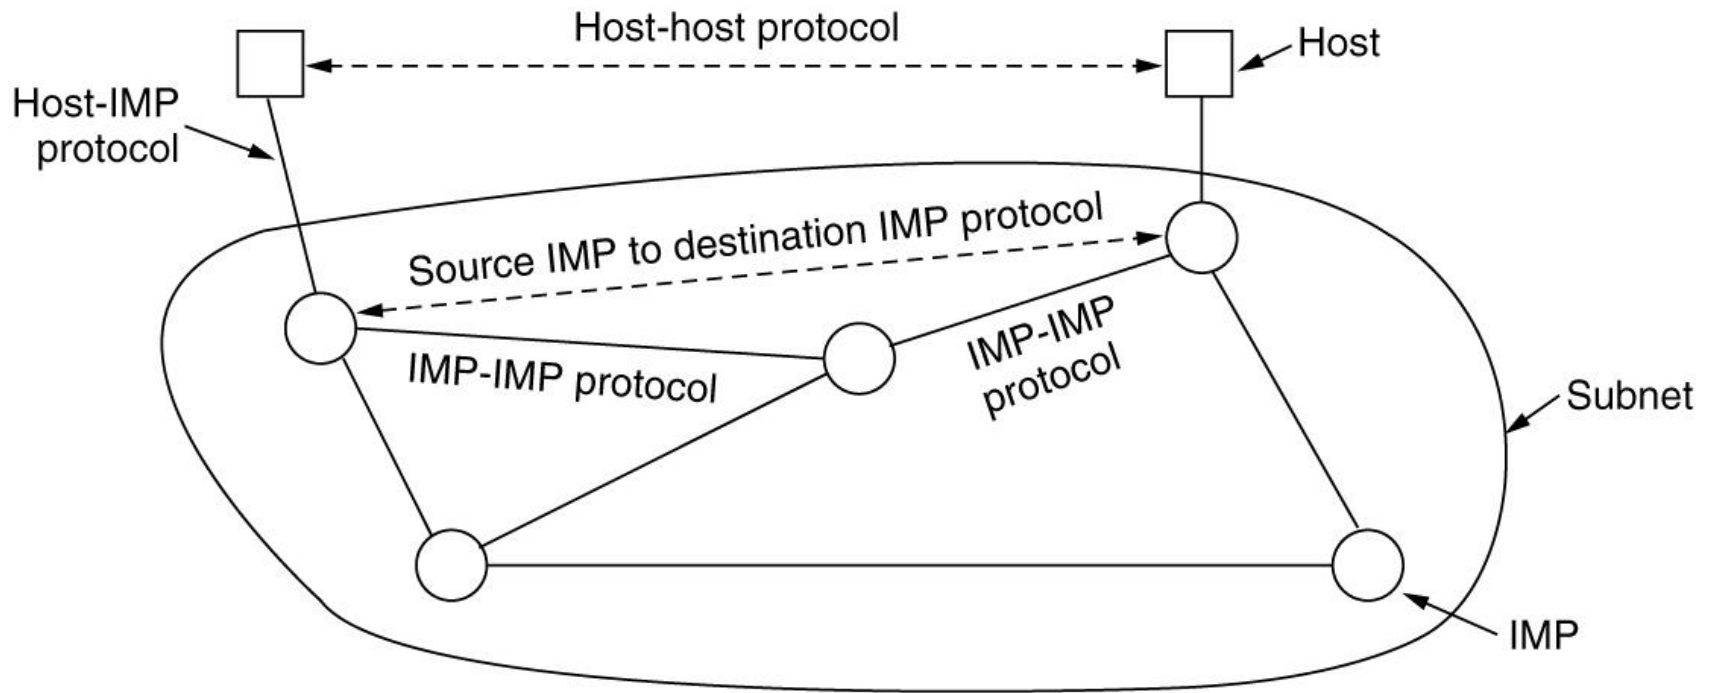 Host-host protocol
Host
Host-IMP
protocol
Source IMP to destination IMP protocol
IMP-IMP protocol
IMP-IMP
protocol
Subnet
IMP